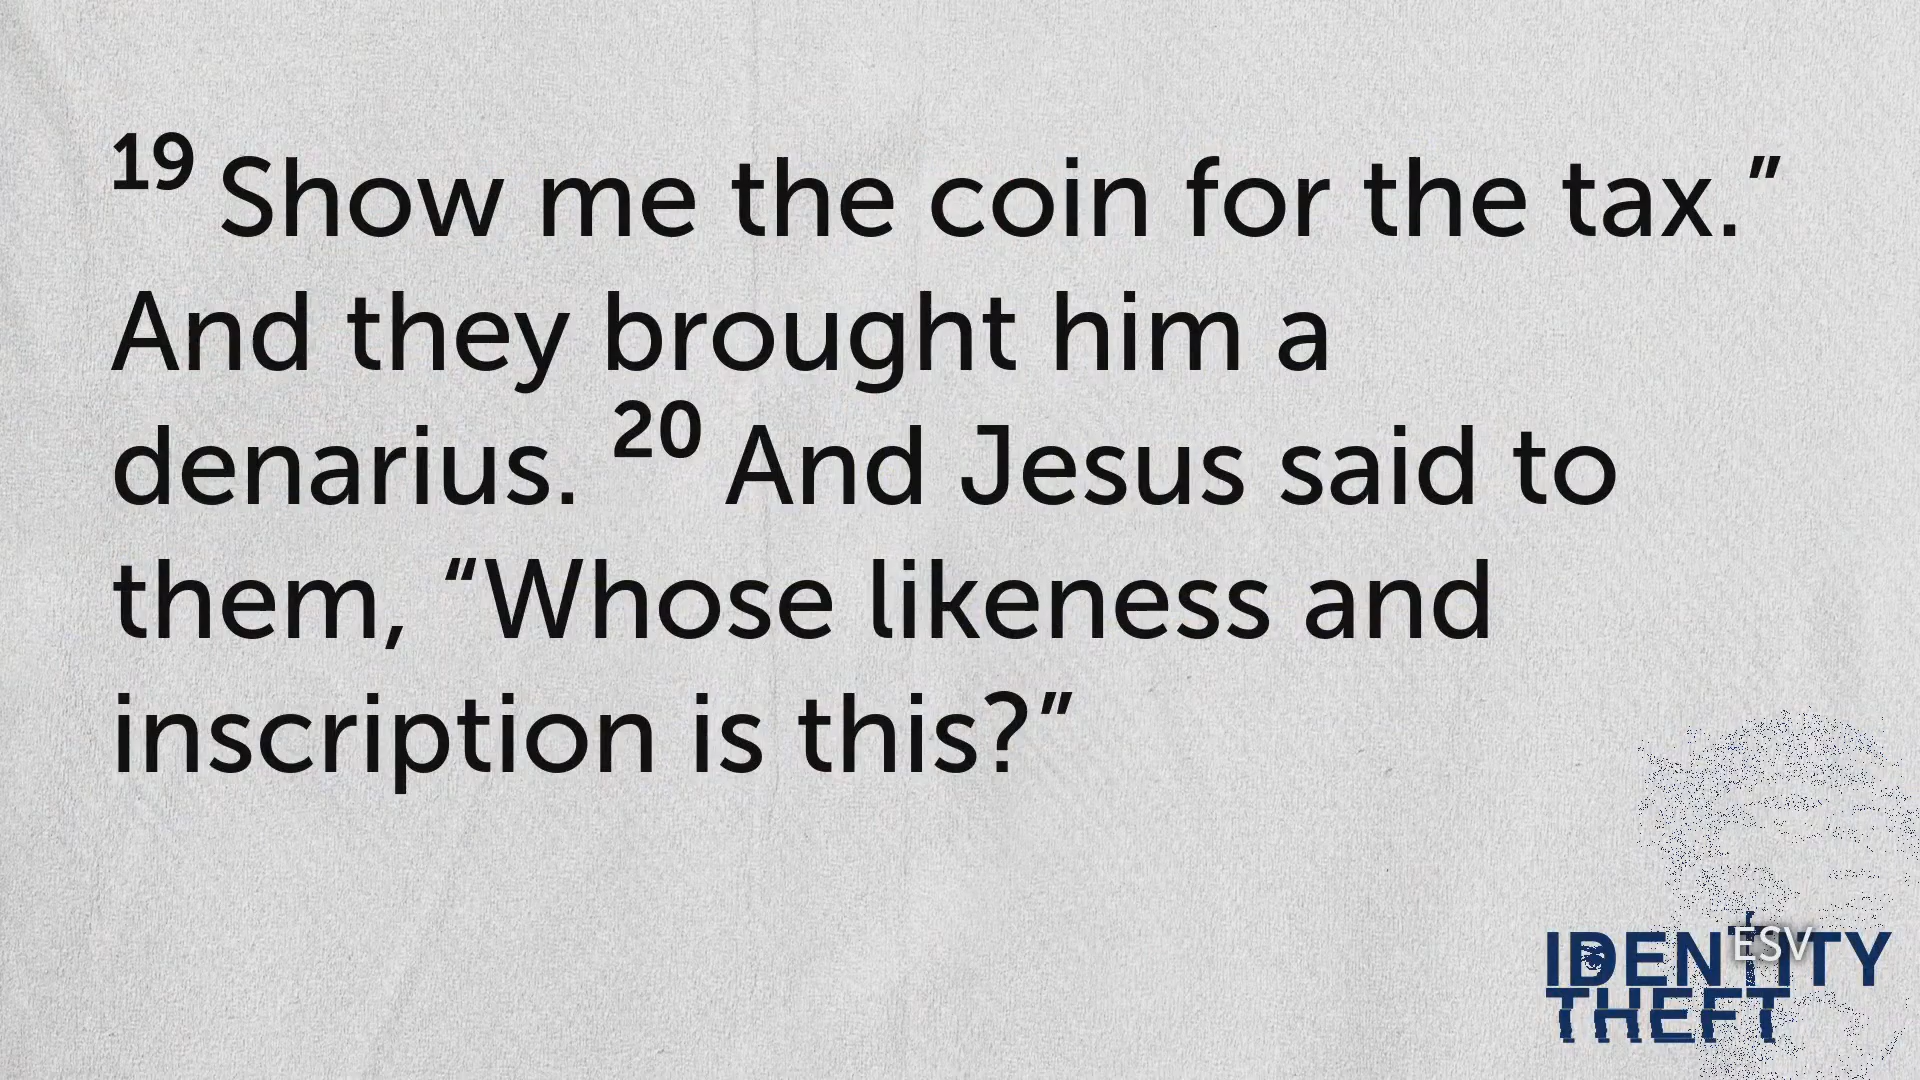 19 Show me the coin for the tax.”
And they brought him a
denarius. 20 And Jesus said to
them, “Whose likeness and
inscription is this?”
ESV
IDENTITY
THEFT